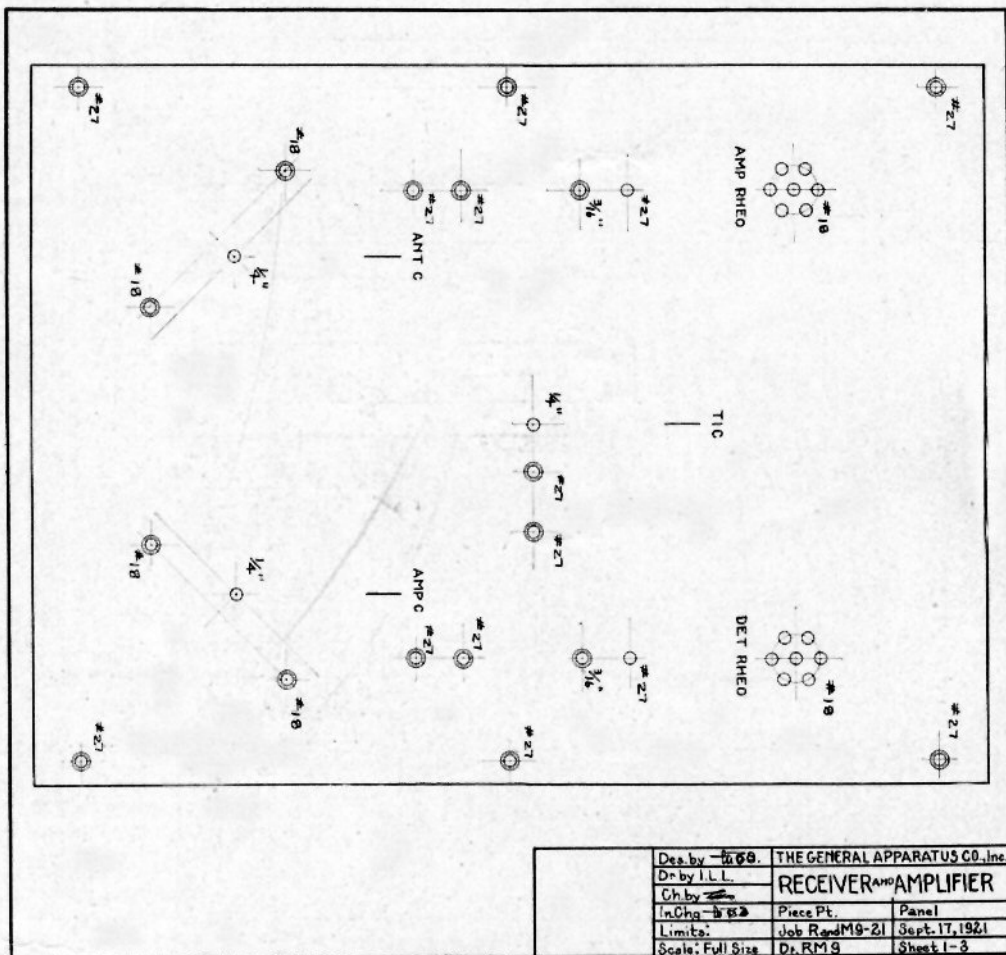 #27
#27
#27
#18
#27
#27
3/16"
#27
AMP RHEO
#18
1/4"
ANT C
#18
1/4"
TIC
#27
#27
#18
1/4"
AMP C
#27
#27
3/16"
#27
DET RHEO
#18
#18
#27
#27
#27
Des. by
THE GENERAL APPARATUS CO., Inc.
Dr by I.L.L.
RECEIVER AND AMPLIFIER
Ch. by
In Chg
Piece Pt.
Panel
Limits:
Job R and M 9-21
Sept. 17, 1921
Scale: Full Size
Dr. RM 9
Sheet 1-3